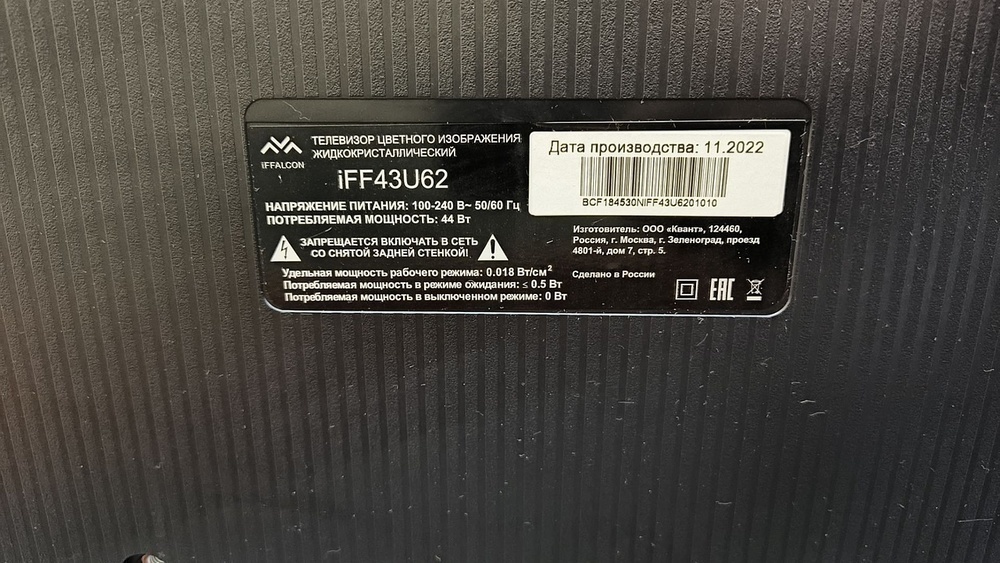 iFFALCON
ТЕЛЕВИЗОР ЦВЕТНОГО ИЗОБРАЖЕНИЯ
ЖИДКОКРИСТАЛЛИЧЕСКИЙ
iFF43U62
НАПРЯЖЕНИЕ ПИТАНИЯ: 100-240 В~ 50/60 Гц
ПОТРЕБЛЯЕМАЯ МОЩНОСТЬ: 44 Вт
ЗАПРЕЩАЕТСЯ ВКЛЮЧАТЬ В СЕТЬ
СО СНЯТОЙ ЗАДНЕЙ СТЕНКОЙ!
Удельная мощность рабочего режима: 0.018 Вт/см²
Потребляемая мощность в режиме ожидания: ≤ 0.5 Вт
Потребляемая мощность в выключенном режиме: 0 Вт
Дата производства: 11.2022
BCF184530NIFF43U6201010
Изготовитель: ООО «Квант», 124460,
Россия, г. Москва, г. Зеленоград, проезд
4801-й, дом 7, стр. 5.
Сделано в России
EAC